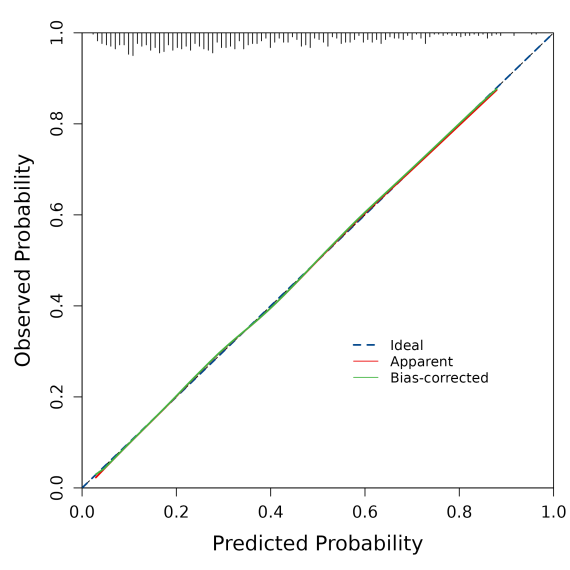 1.0
0.8
0.6
0.4
0.2
0.0
Observed Probability
Ideal
Apparent
Bias-corrected
0.0 0.2 0.4 0.6 0.8 1.0
Predicted Probability